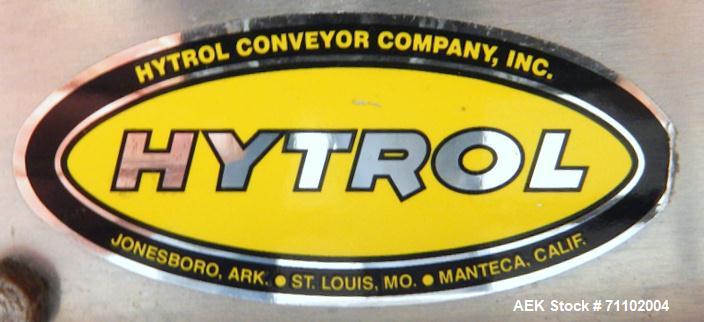 HYTROL CONVEYOR COMPANY, INC.
HYTROL
JONESBORO, ARK. ● ST. LOUIS, MO. ● MANTECA, CALIF.
AEK Stock # 71102004